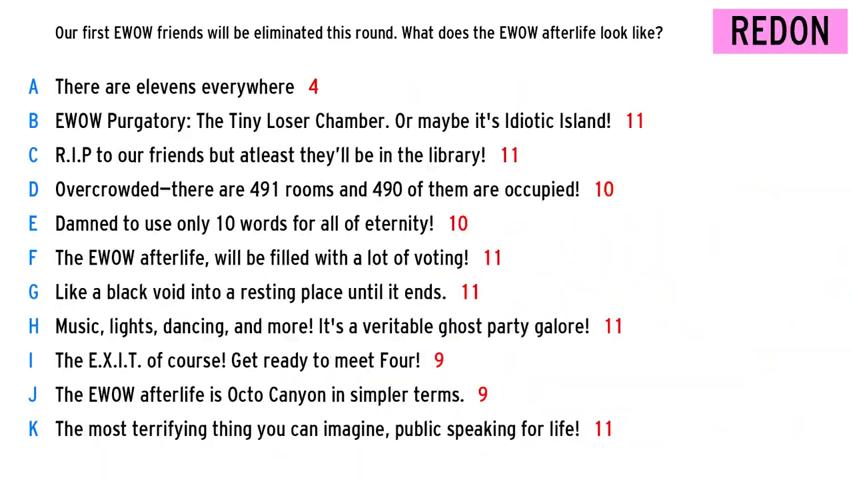 Our first EWOW friends will be eliminated this round. What does the EWOW afterlife look like?
REDON
A There are elevens everywhere 4
B EWOW Purgatory: The Tiny Loser Chamber. Or maybe it's Idiotic Island! 11
C R.I.P to our friends but atleast they’ll be in the library! 11
D Overcrowded—there are 491 rooms and 490 of them are occupied! 10
E Damned to use only 10 words for all of eternity! 10
F The EWOW afterlife, will be filled with a lot of voting! 11
G Like a black void into a resting place until it ends. 11
H Music, lights, dancing, and more! It's a veritable ghost party galore! 11
I The E.X.I.T. of course! Get ready to meet Four! 9
J The EWOW afterlife is Octo Canyon in simpler terms. 9
K The most terrifying thing you can imagine, public speaking for life! 11